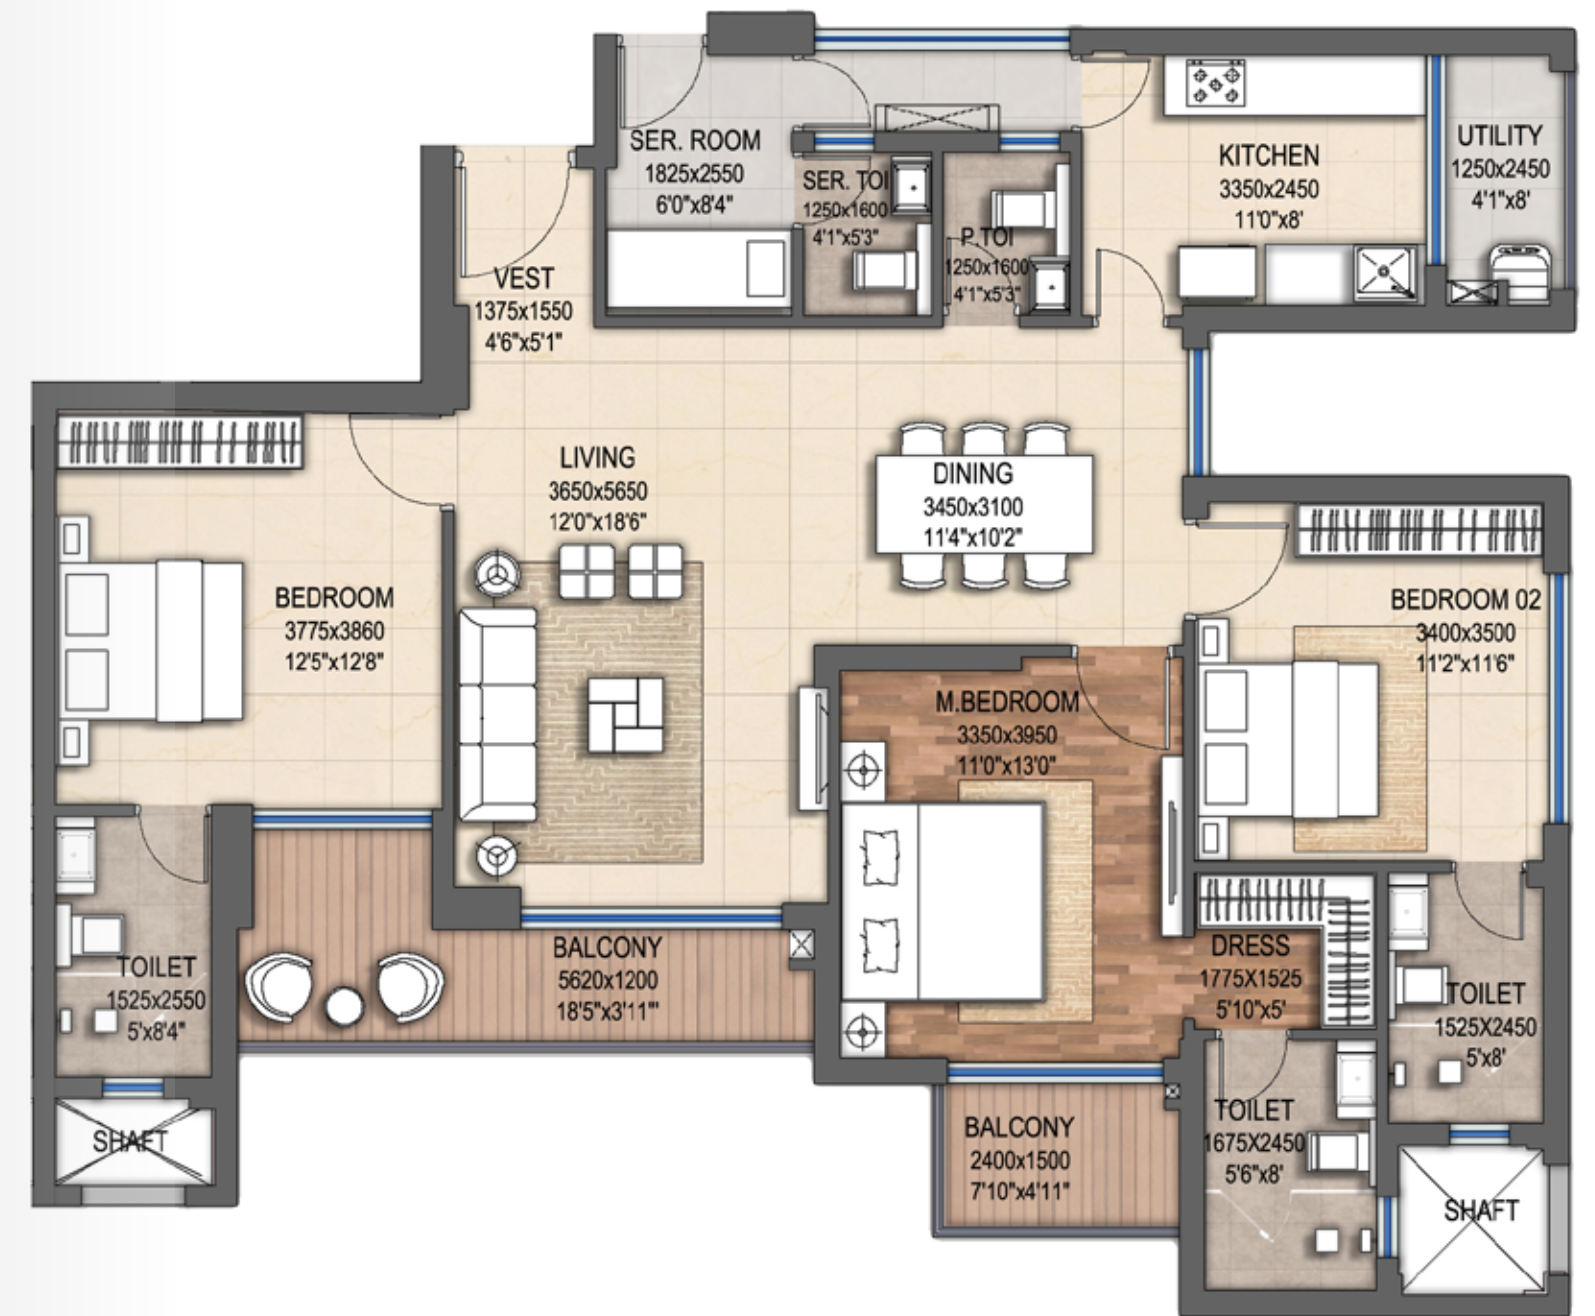 SER. ROOM
1825x2550
6'0"x8'4"
SER. TOI
1250x1600
4'1"x5'3"
P.TOI
1250x1600
4'1"x5'3"
KITCHEN
3350x2450
11'0"x8'
UTILITY
1250x2450
4'1"x8'
VEST
1375x1550
4'6"x5'1"
LIVING
3650x5650
12'0"x18'6"
DINING
3450x3100
11'4"x10'2"
BEDROOM
3775x3860
12'5"x12'8"
BEDROOM 02
3400x3500
11'2"x11'6"
M.BEDROOM
3350x3950
11'0"x13'0"
BALCONY
5620x1200
18'5"x3'11'"
DRESS
1775X1525
5'10"x5'
TOILET
1525x2550
5'x8'4"
TOILET
1525X2450
5'x8'
SHAFT
BALCONY
2400x1500
7'10"x4'11"
TOILET
1675X2450
5'6"x8'
SHAFT